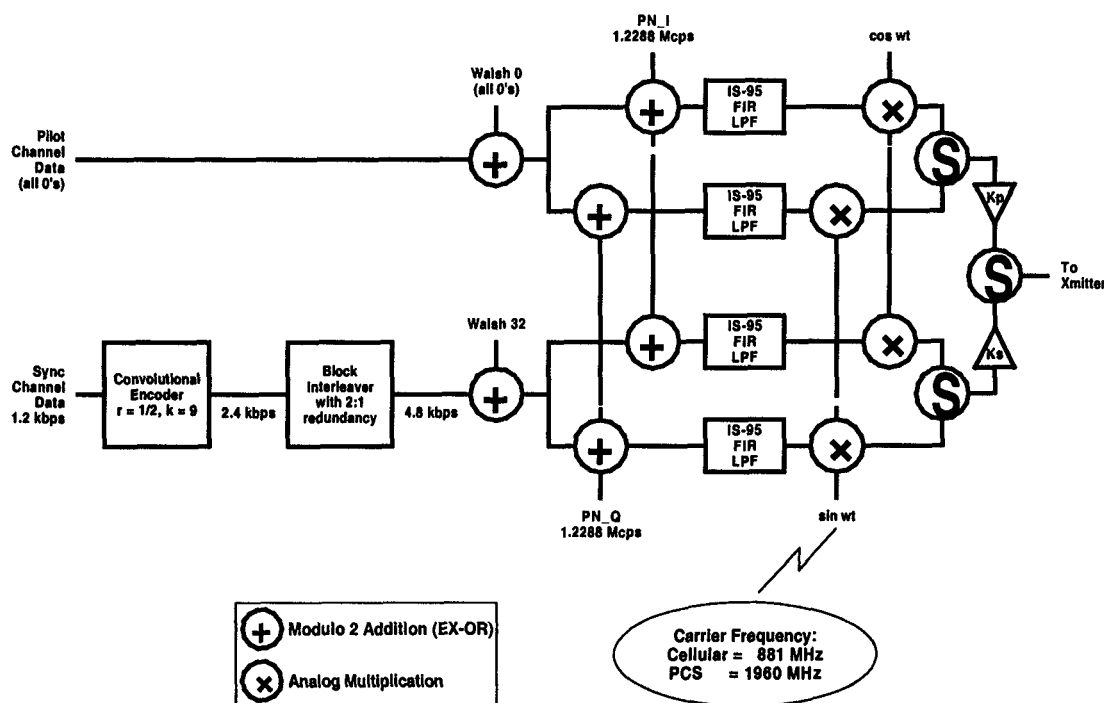 PN_I
1.2288 Mcps
cos wt
Walsh 0
(all 0's)
IS-95
FIR
LPF
+
×
Pilot
Channel
Data
(all 0's)
+
S
Kp
+
IS-95
FIR
LPF
×
S
To
Xmitter
Walsh 32
+
IS-95
FIR
LPF
×
Ks
Sync
Channel
Data
1.2 kbps
Convolutional
Encoder
r = 1/2, k = 9
2.4 kbps
Block
Interleaver
with 2:1
redundancy
4.8 kbps
+
S
+
IS-95
FIR
LPF
×
PN_Q
1.2288 Mcps
sin wt
+ Modulo 2 Addition (EX-OR)
× Analog Multiplication
Carrier Frequency:
Cellular = 881 MHz
PCS = 1960 MHz